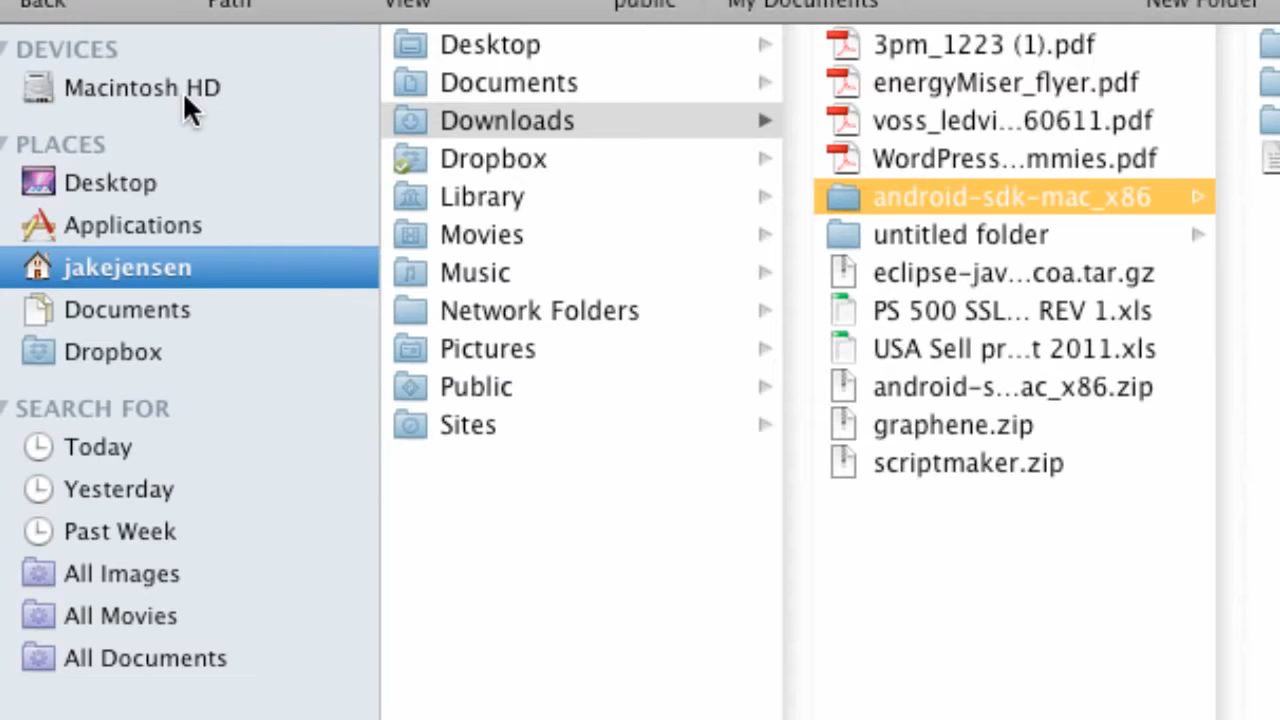 Back Path View public My Documents New Folder
DEVICES
Macintosh HD
PLACES
Desktop
Applications
jakejensen
Documents
Dropbox
SEARCH FOR
Today
Yesterday
Past Week
All Images
All Movies
All Documents
Desktop
Documents
Downloads
Dropbox
Library
Movies
Music
Network Folders
Pictures
Public
Sites
3pm_1223 (1).pdf
energyMiser_flyer.pdf
voss_ledvi...60611.pdf
WordPress...mmies.pdf
android-sdk-mac_x86
untitled folder
eclipse-jav...coa.tar.gz
PS 500 SSL... REV 1.xls
USA Sell pr...t 2011.xls
android-s...ac_x86.zip
graphene.zip
scriptmaker.zip